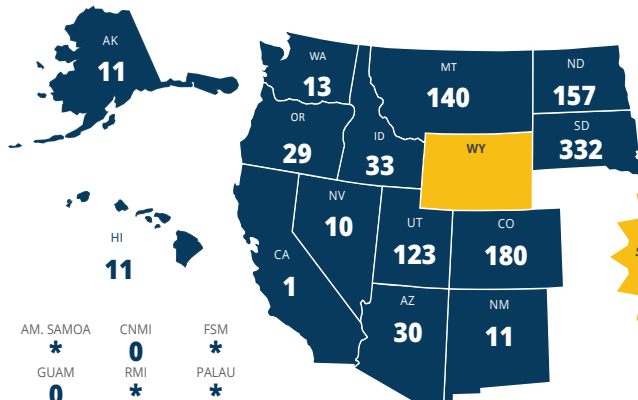 AK
11
WA
13
MT
140
ND
157
OR
29
ID
33
WY
SD
332
NV
10
UT
123
CO
180
HI
11
CA
1
AZ
30
NM
11
AM. SAMOA
CNMI
FSM
*
0
*
GUAM
RMI
PALAU
0
*
*